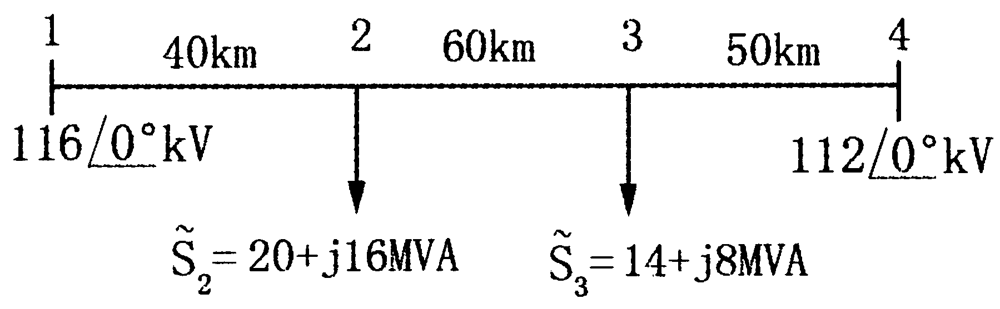 1 40km 2 60km 3 50km 4
116/0°kV 112/0°kV
S̃₂=20+j16MVA S̃₃=14+j8MVA